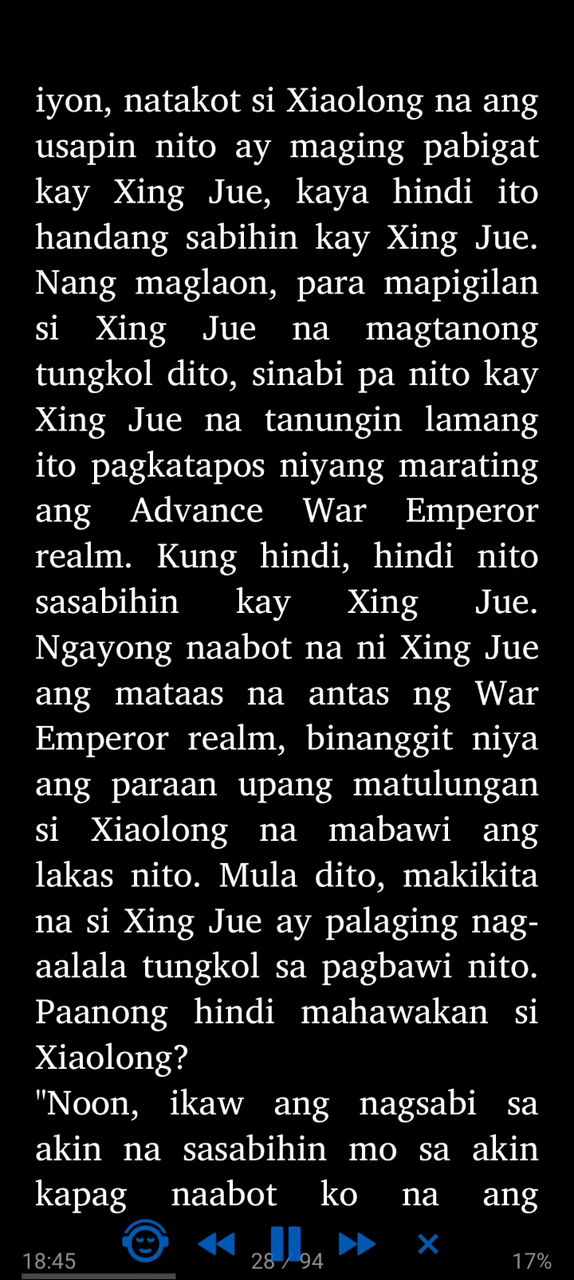 iyon, natakot si Xiaolong na ang
usapin nito ay maging pabigat
kay Xing Jue, kaya hindi ito
handang sabihin kay Xing Jue.
Nang maglaon, para mapigilan
si Xing Jue na magtanong
tungkol dito, sinabi pa nito kay
Xing Jue na tanungin lamang
ito pagkatapos niyang marating
ang Advance War Emperor
realm. Kung hindi, hindi nito
sasabihin kay Xing Jue.
Ngayong naabot na ni Xing Jue
ang mataas na antas ng War
Emperor realm, binanggit niya
ang paraan upang matulungan
si Xiaolong na mabawi ang
lakas nito. Mula dito, makikita
na si Xing Jue ay palaging nag-
aalala tungkol sa pagbawi nito.
Paanong hindi mahawakan si
Xiaolong?
"Noon, ikaw ang nagsabi sa
akin na sasabihin mo sa akin
kapag naabot ko na ang
18:45 28 / 94 17%